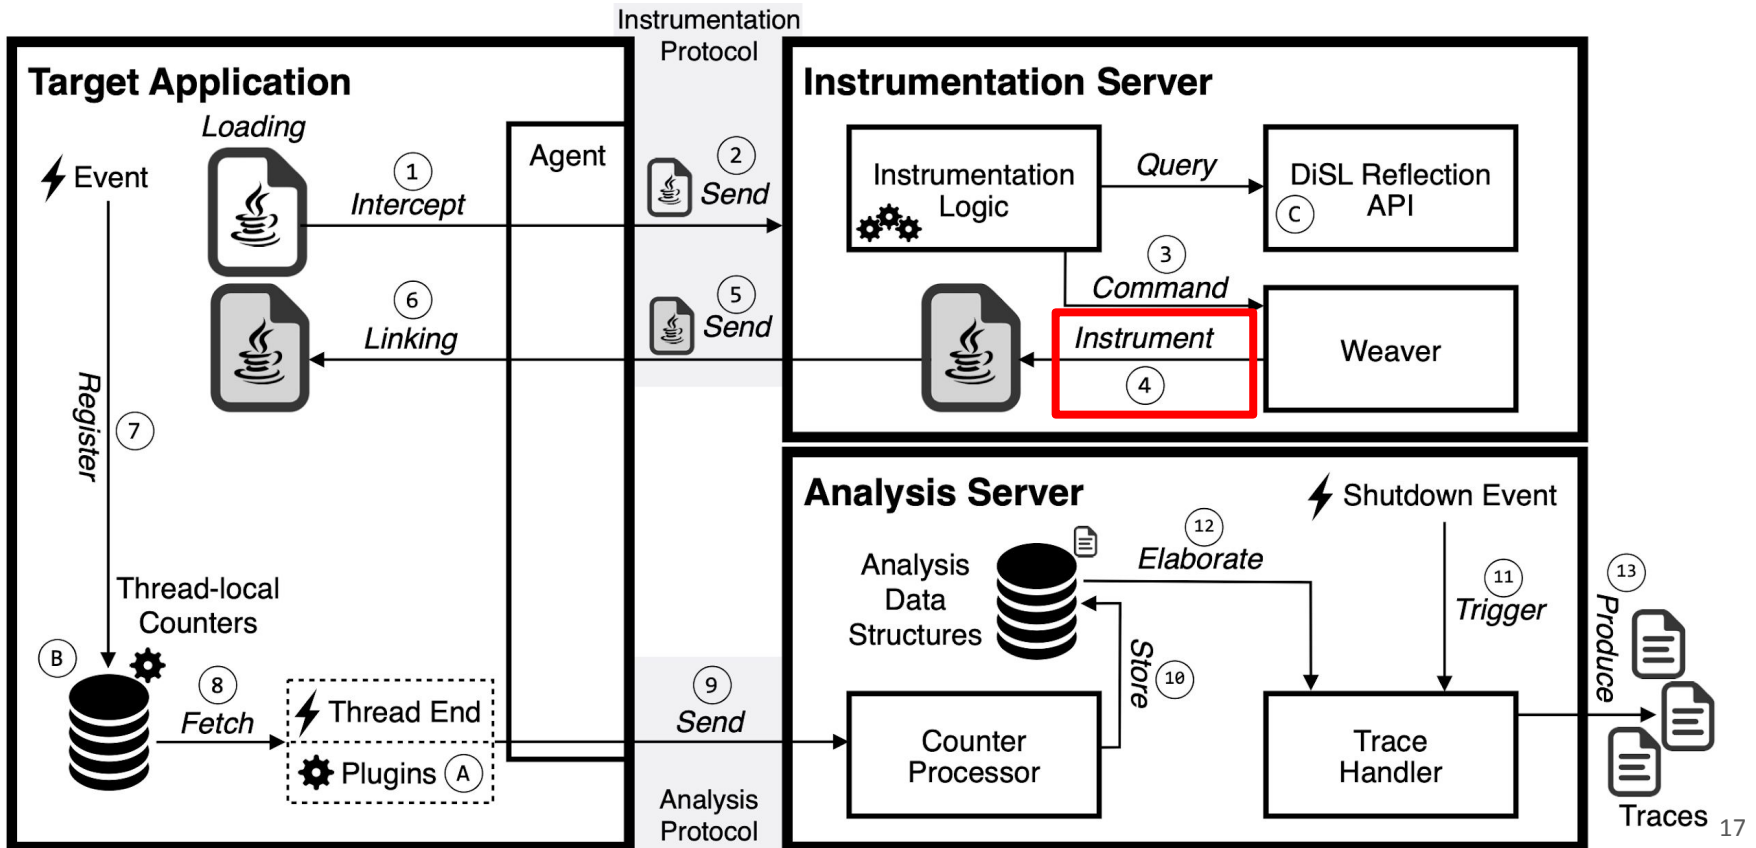 Instrumentation
Protocol
Target Application
Loading
Event
1
Intercept
Agent
2
Send
6
Linking
5
Send
Register
7
Thread-local
Counters
B
8
Fetch
Thread End
Plugins A
9
Send
Analysis
Protocol
Instrumentation Server
Instrumentation
Logic
Query
DiSL Reflection
API
C
3
Command
Instrument
4
Weaver
Analysis Server
Shutdown Event
12
Elaborate
Analysis
Data
Structures
11
Trigger
13
Produce
Store
10
Counter
Processor
Trace
Handler
Traces
17